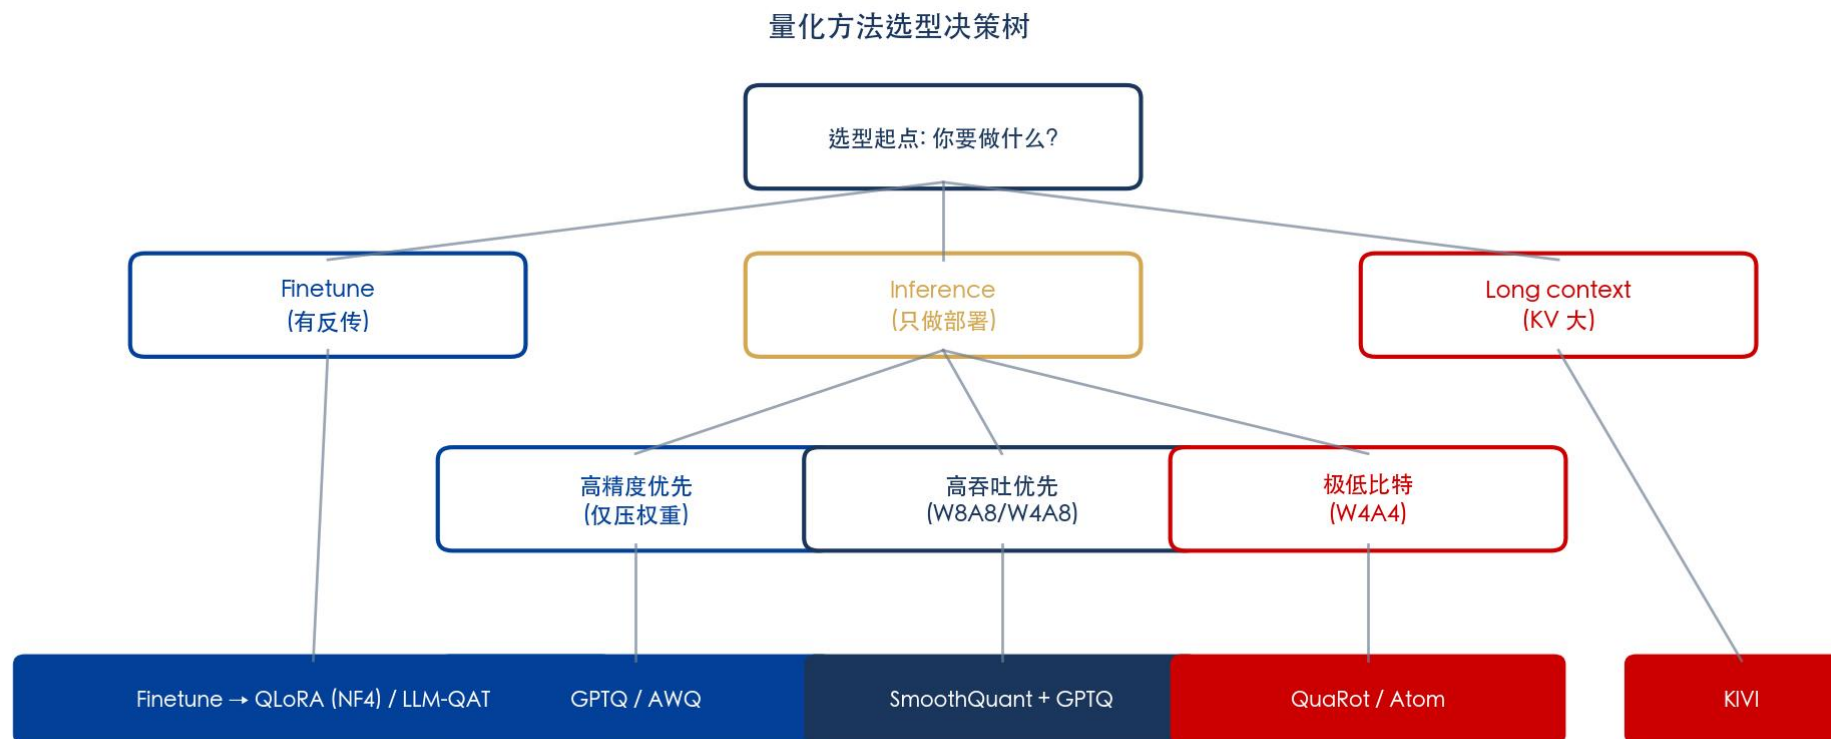 量化方法选型决策树
选型起点: 你要做什么?
Finetune
(有反传)
Inference
(只做部署)
Long context
(KV 大)
高精度优先
(仅压权重)
高吞吐优先
(W8A8/W4A8)
极低比特
(W4A4)
Finetune → QLoRA (NF4) / LLM-QAT
GPTQ / AWQ
SmoothQuant + GPTQ
QuaRot / Atom
KIVI